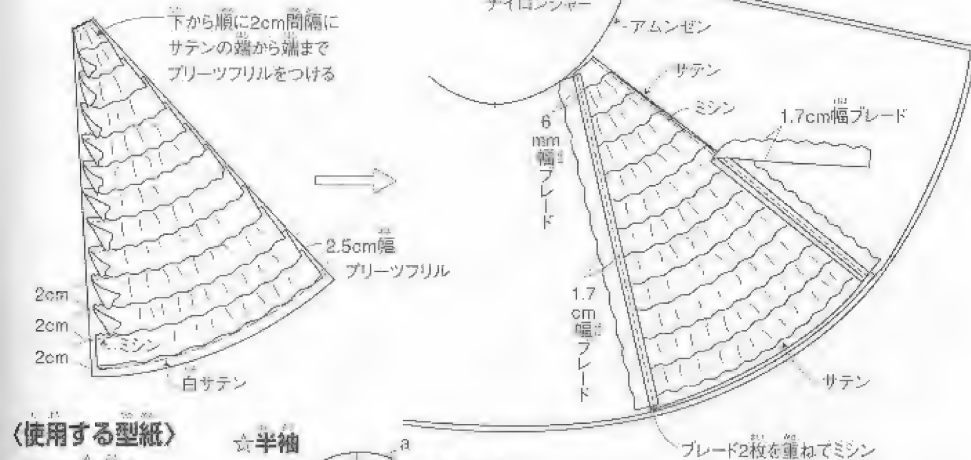 下から順に2cm間隔に
サテンの端から端まで
プリーツフリルをつける
2.5cm幅
プリーツフリル
2cm
2cm
2cm
ミシン
白サテン
アムンゼン
サテン
ミシン
1.7cm幅ブレード
6mm幅ブレード
1.7cm幅ブレード
サテン
ブレード2枚を重ねてミシン
〈使用する型紙〉
☆半袖
a